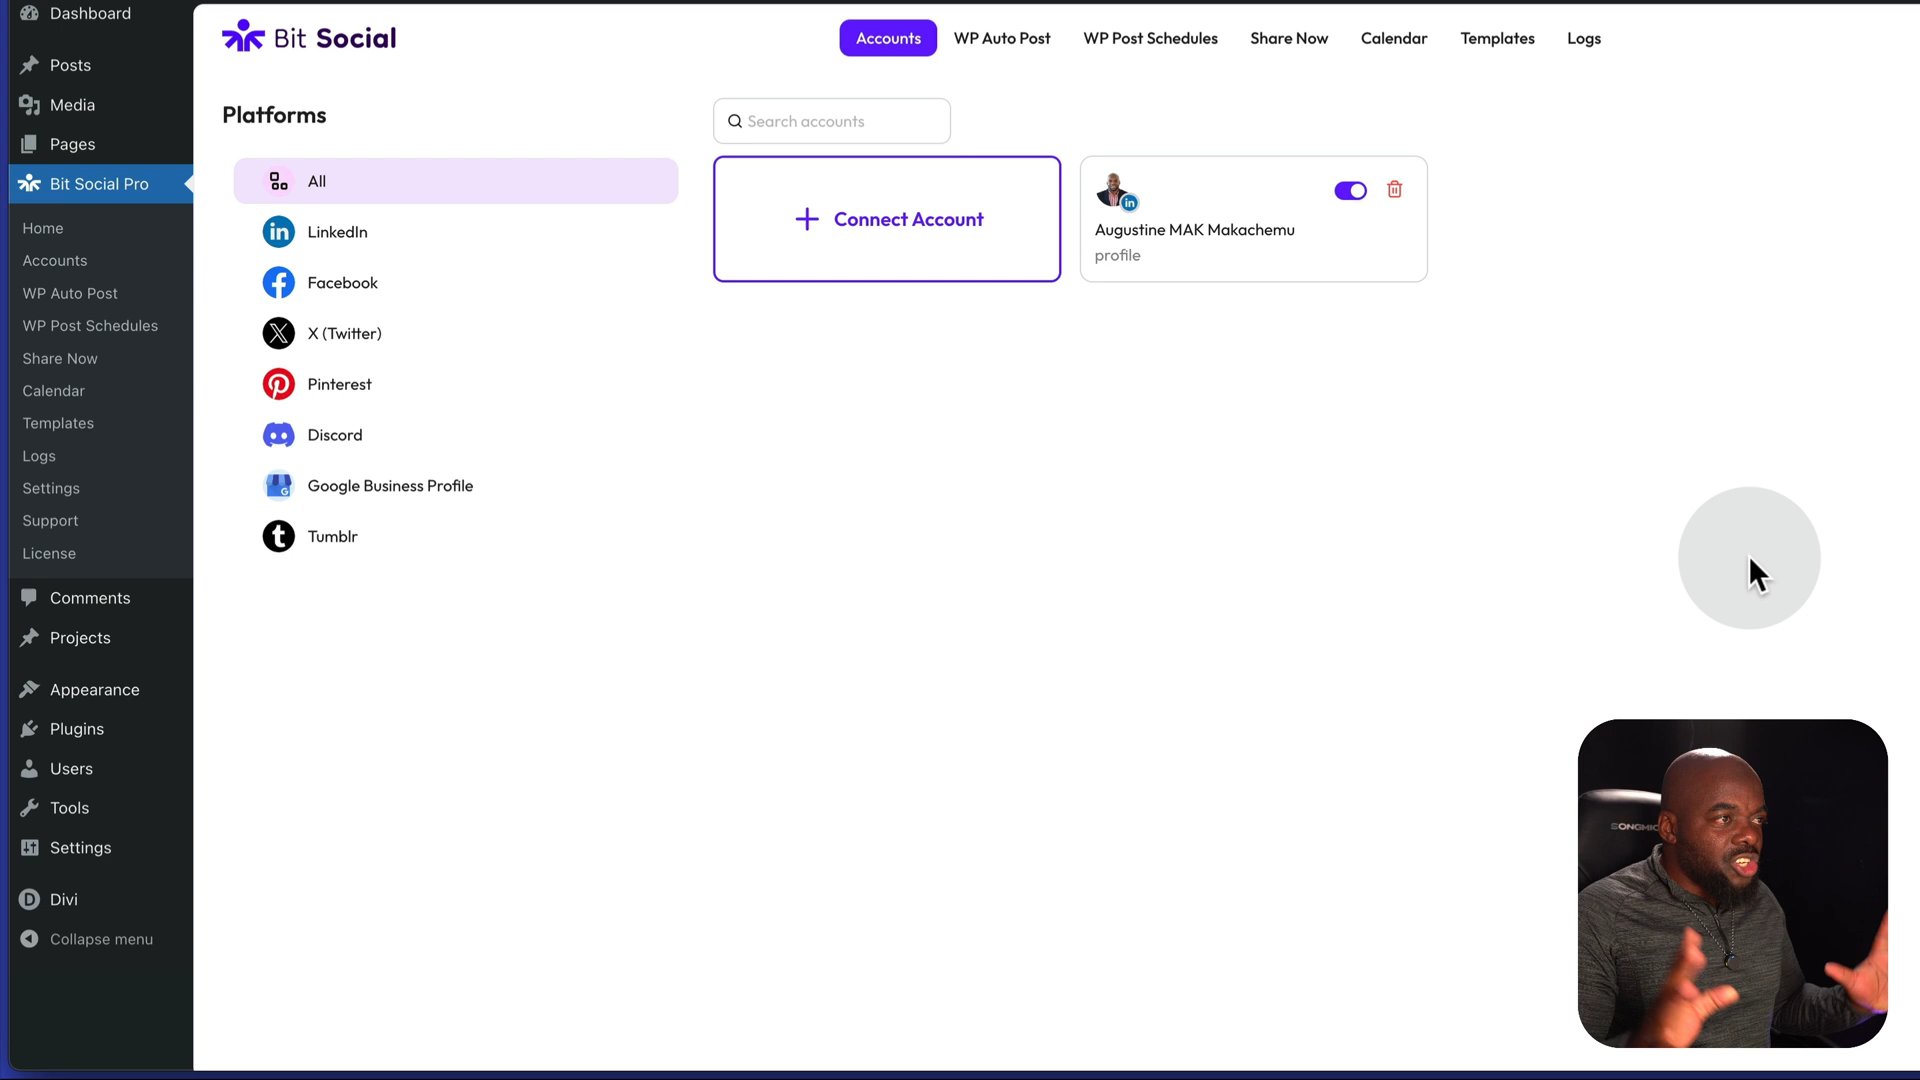 Dashboard
Posts
Media
Pages
Bit Social Pro
Home
Accounts
WP Auto Post
WP Post Schedules
Share Now
Calendar
Templates
Logs
Settings
Support
License
Comments
Projects
Appearance
Plugins
Users
Tools
Settings
Divi
Collapse menu
Bit Social
Accounts
WP Auto Post
WP Post Schedules
Share Now
Calendar
Templates
Logs
Platforms
All
LinkedIn
Facebook
X (Twitter)
Pinterest
Discord
Google Business Profile
Tumblr
Search accounts
Connect Account
Augustine MAK Makachemu
profile